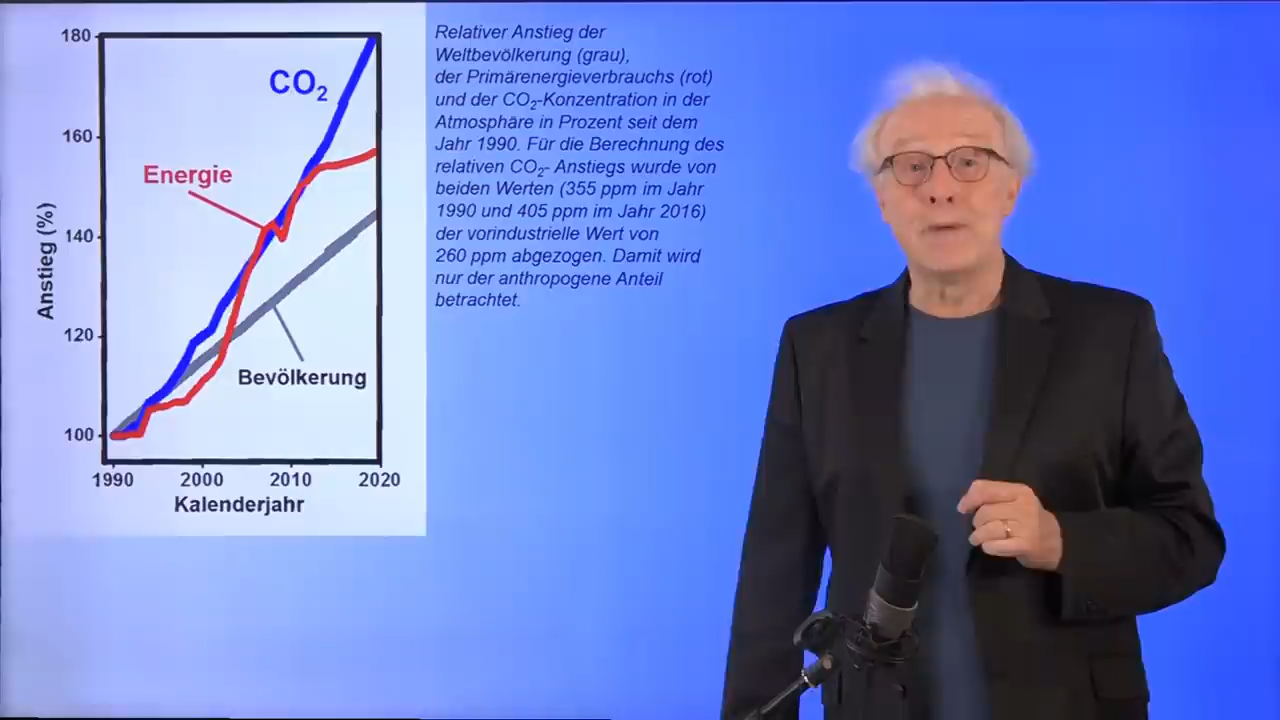 180
160
140
120
100
Anstieg (%)
CO₂
Energie
Bevölkerung
1990 2000 2010 2020
Kalenderjahr
Relativer Anstieg der
Weltbevölkerung (grau),
der Primärenergieverbrauchs (rot)
und der CO₂-Konzentration in der
Atmosphäre in Prozent seit dem
Jahr 1990. Für die Berechnung des
relativen CO₂- Anstiegs wurde von
beiden Werten (355 ppm im Jahr
1990 und 405 ppm im Jahr 2016)
der vorindustrielle Wert von
260 ppm abgezogen. Damit wird
nur der anthropogene Anteil
betrachtet.